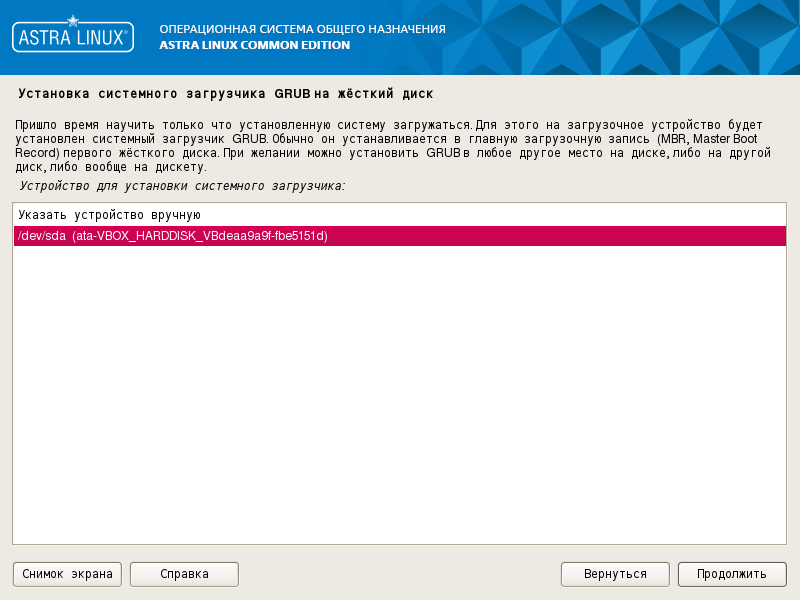 ASTRA LINUX®
ОПЕРАЦИОННАЯ СИСТЕМА ОБЩЕГО НАЗНАЧЕНИЯ
ASTRA LINUX COMMON EDITION
Установка системного загрузчика GRUB на жёсткий диск
Пришло время научить только что установленную систему загружаться. Для этого на загрузочное устройство будет
установлен системный загрузчик GRUB. Обычно он устанавливается в главную загрузочную запись (MBR, Master Boot
Record) первого жёсткого диска. При желании можно установить GRUB в любое другое место на диске, либо на другой
диск, либо вообще на дискету.
Устройство для установки системного загрузчика:
Указать устройство вручную
/dev/sda (ata-VBOX_HARDDISK_VBdeaa9a9f-fbe5151d)
Снимок экрана
Справка
Вернуться
Продолжить